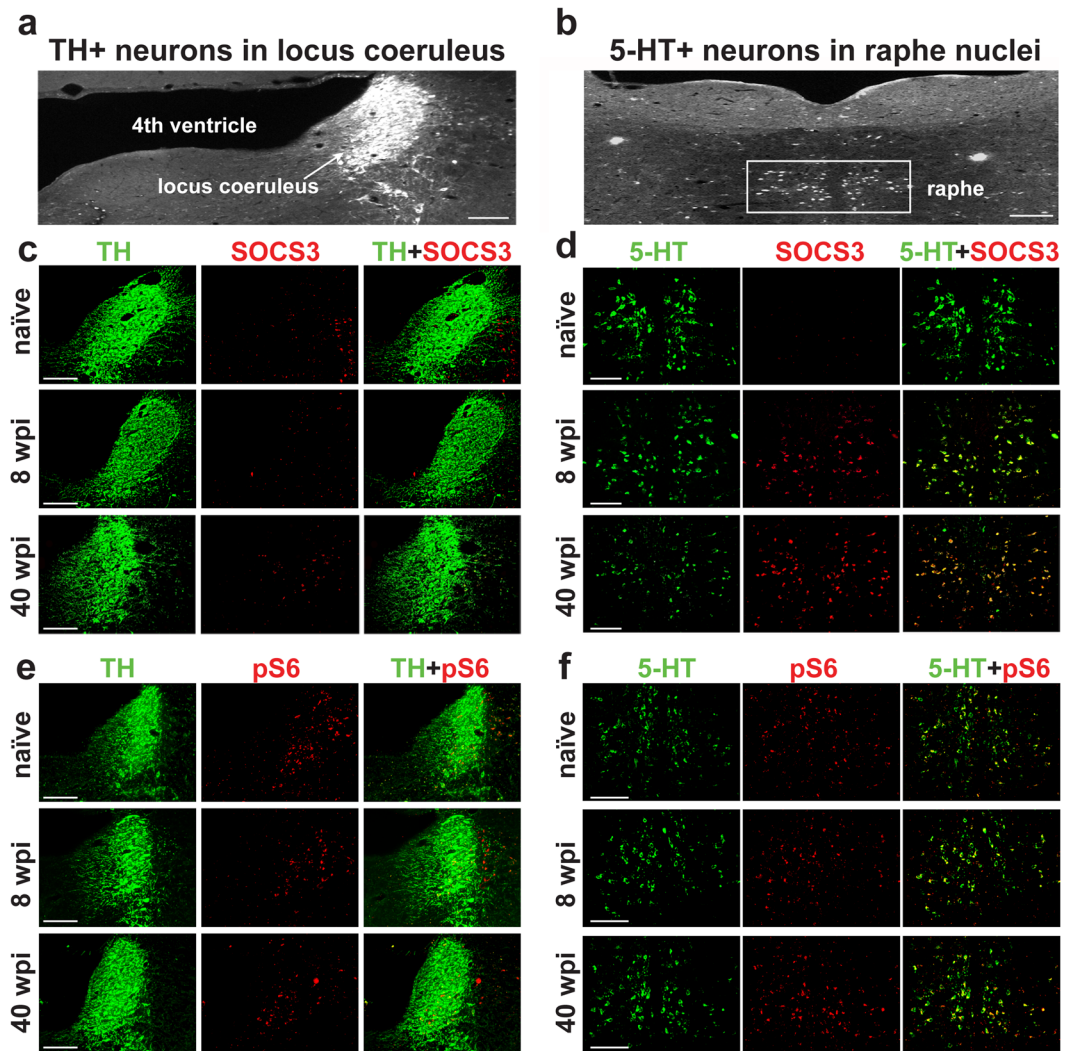 a
TH+ neurons in locus coeruleus
4th ventricle
locus coeruleus
b
5-HT+ neurons in raphe nuclei
raphe
c
TH SOCS3 TH+SOCS3
naïve
8 wpi
40 wpi
d
5-HT SOCS3 5-HT+SOCS3
naïve
8 wpi
40 wpi
e
TH pS6 TH+pS6
naïve
8 wpi
40 wpi
f
5-HT pS6 5-HT+pS6
naïve
8 wpi
40 wpi